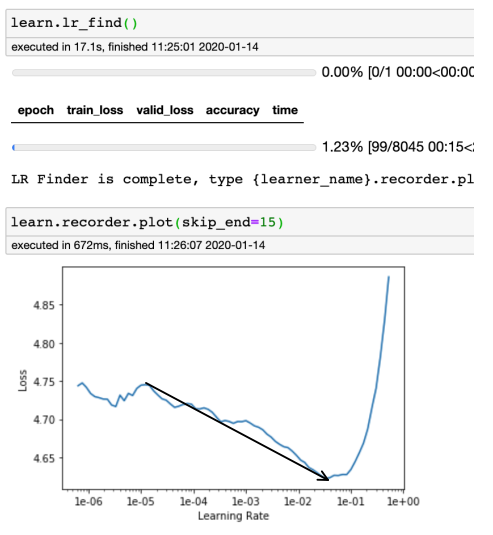 learn.lr_find()
executed in 17.1s, finished 11:25:01 2020-01-14
0.00% [0/1 00:00<00:00
epoch train_loss valid_loss accuracy time
1.23% [99/8045 00:15<
LR Finder is complete, type {learner_name}.recorder.pl
learn.recorder.plot(skip_end=15)
executed in 672ms, finished 11:26:07 2020-01-14
4.85
4.80
4.75
4.70
4.65
Loss
1e-06 1e-05 1e-04 1e-03 1e-02 1e-01 1e+00
Learning Rate